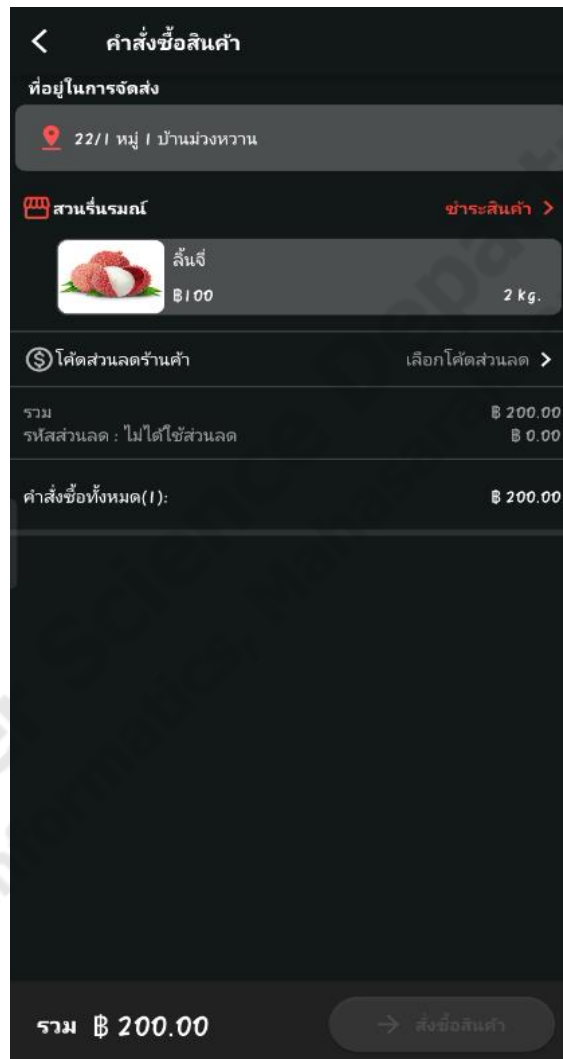 คำสั่งซื้อสินค้า
ที่อยู่ในการจัดส่ง
22/1 หมู่ 1 บ้านม่วงหวาน
สวนรื่นรมณ์ ชำระสินค้า >
ลิ้นจี่
฿100 2 kg.
โค้ดส่วนลดร้านค้า เลือกโค้ดส่วนลด >
รวม ฿ 200.00
รหัสส่วนลด : ไม่ได้ใช้ส่วนลด ฿ 0.00
คำสั่งซื้อทั้งหมด(1): ฿ 200.00
รวม ฿ 200.00 → สั่งซื้อสินค้า